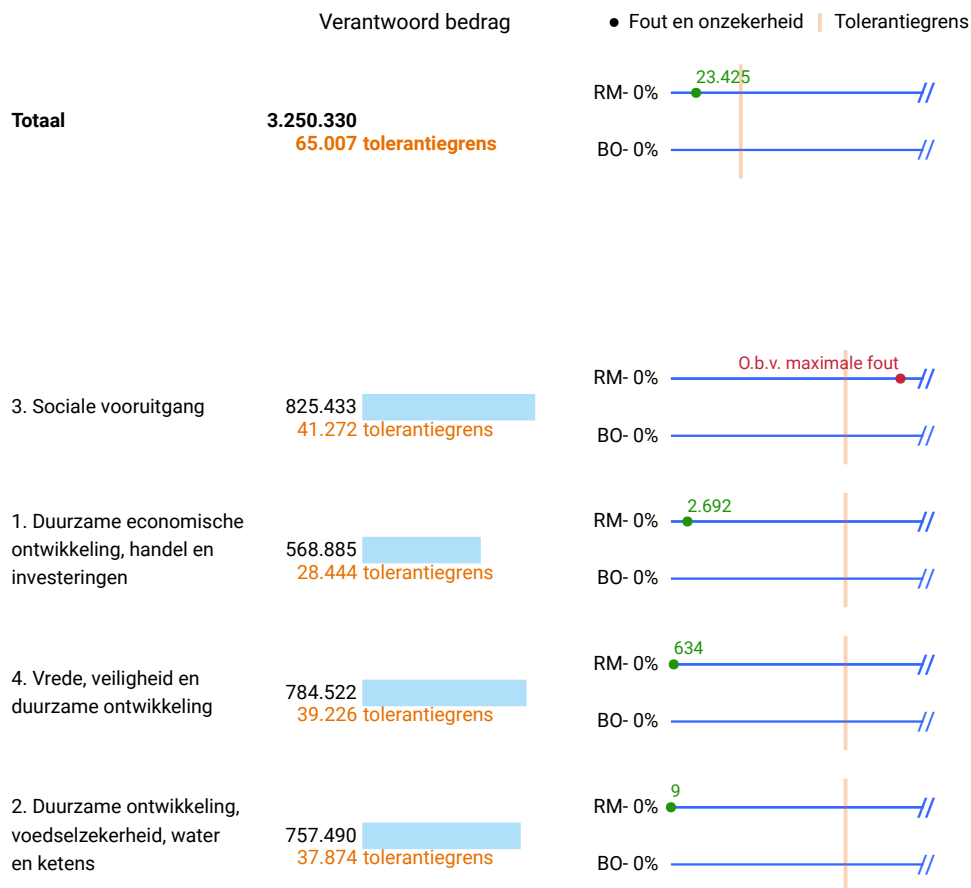 Verantwoord bedrag
Fout en onzekerheid
Tolerantiegrens
Totaal
3.250.330
65.007 tolerantiegrens
RM- 0%
23.425
BO- 0%
3. Sociale vooruitgang
825.433
41.272 tolerantiegrens
RM- 0%
O.b.v. maximale fout
BO- 0%
1. Duurzame economische
ontwikkeling, handel en
investeringen
568.885
28.444 tolerantiegrens
RM- 0%
2.692
BO- 0%
4. Vrede, veiligheid en
duurzame ontwikkeling
784.522
39.226 tolerantiegrens
RM- 0%
634
BO- 0%
2. Duurzame ontwikkeling,
voedselzekerheid, water
en ketens
757.490
37.874 tolerantiegrens
RM- 0%
9
BO- 0%